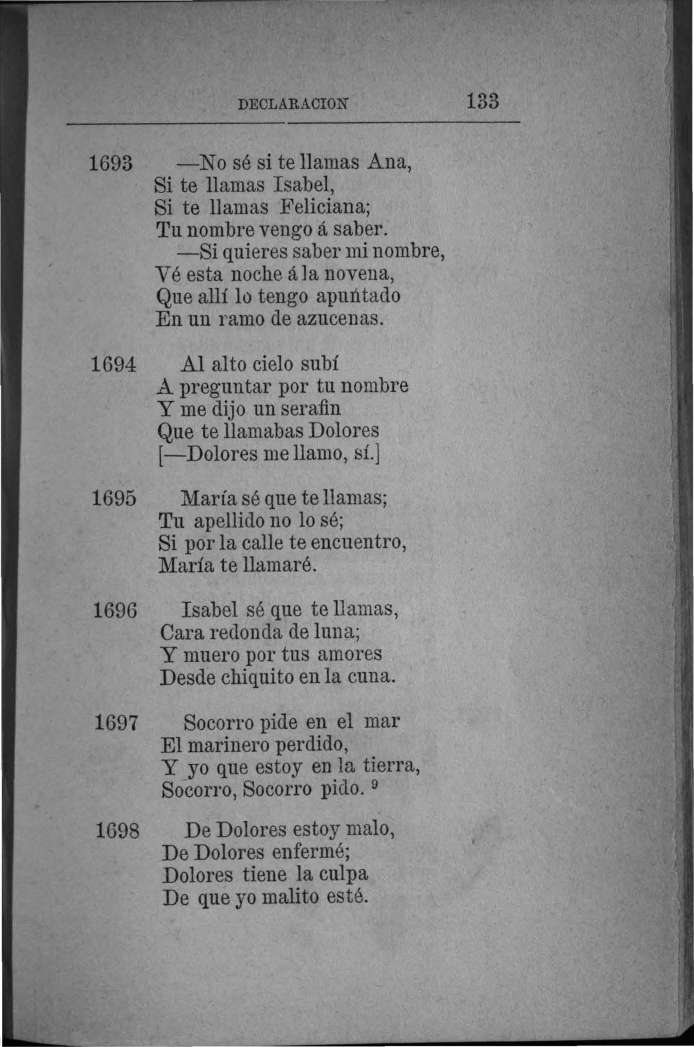 DECLARACION 133
1693 —No sé si te llamas Ana,
Si te llamas Isabel,
Si te llamas Feliciana;
Tu nombre vengo á saber.
—Si quieres saber mi nombre,
Vé esta noche á la novena,
Que allí lo tengo apuntado
En un ramo de azucenas.
1694 Al alto cielo subí
A preguntar por tu nombre
Y me dijo un serafin
Que te llamabas Dolores
[—Dolores me llamo, sí.]
1695 María sé que te llamas;
Tu apellido no lo sé;
Si por la calle te encuentro,
María te llamaré.
1696 Isabel sé que te llamas,
Cara redonda de luna;
Y muero por tus amores
Desde chiquito en la cuna.
1697 Socorro pide en el mar
El marinero perdido,
Y yo que estoy en la tierra,
Socorro, Socorro pido. 9
1698 De Dolores estoy malo,
De Dolores enfermé;
Dolores tiene la culpa
De que yo malito esté.